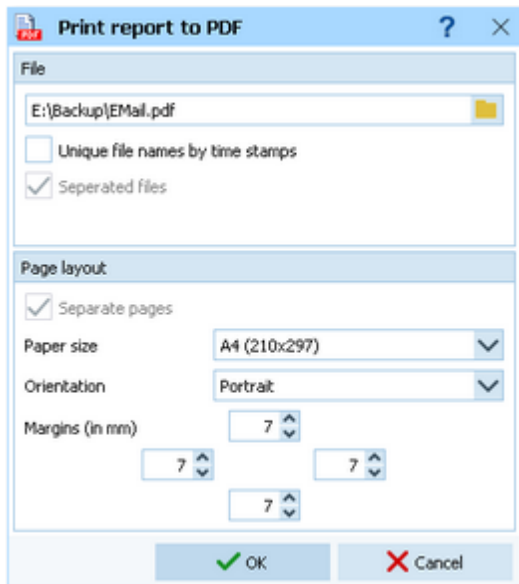 PDF
Print report to PDF ?
File
E:\Backup\EMail.pdf
Unique file names by time stamps
Seperated files
Page layout
Separate pages
Paper size A4 (210x297)
Orientation Portrait
Margins (in mm) 7
7 7
7
OK Cancel